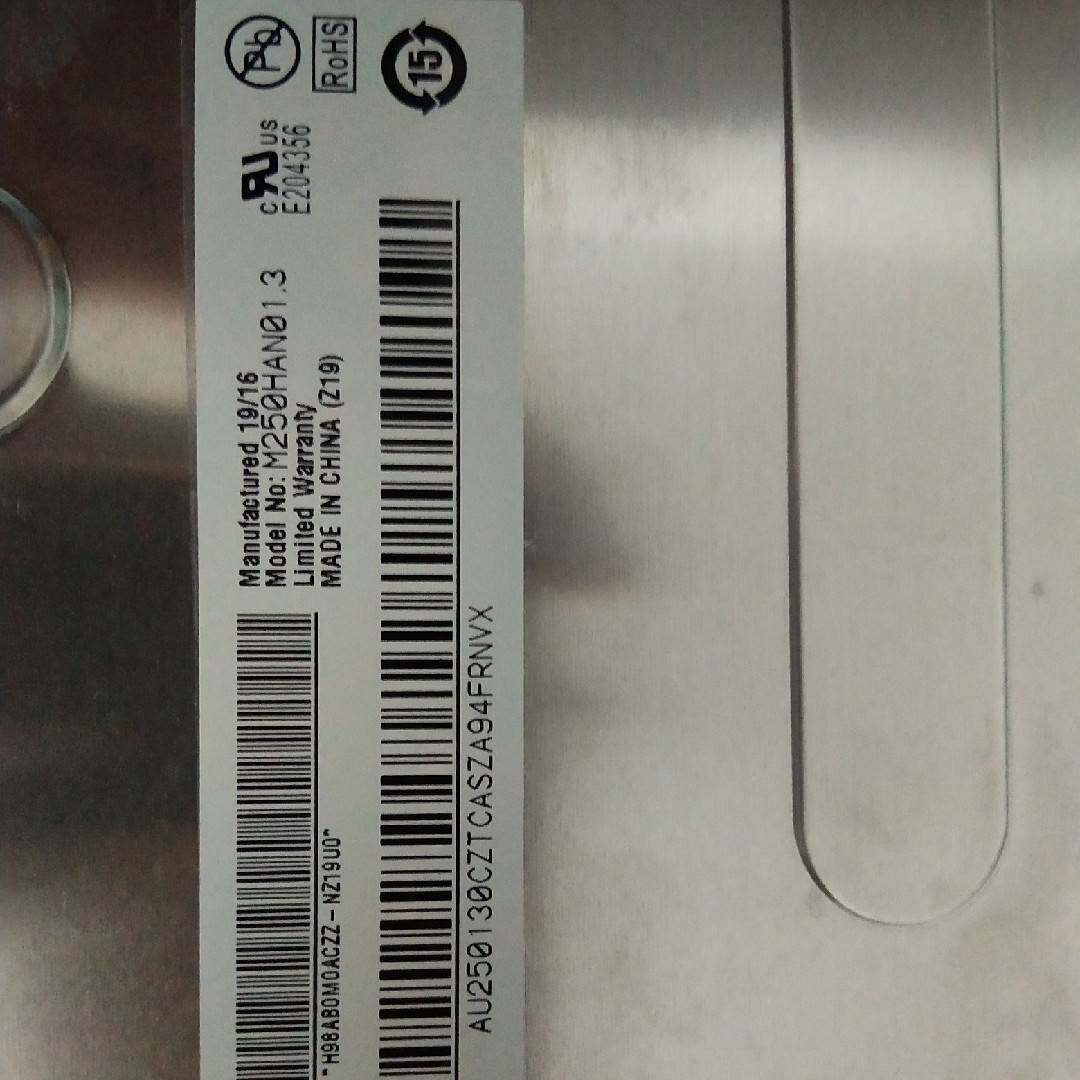 Manufactured 19/16
Model No: M250HAN01.3
Limited Warranty
MADE IN CHINA (Z19)
c RU US
E204356
Pb
RoHS
15
*H98AB0M0ACZZ-NZ19U0*
AU250130CZTCASZA94FRNVX